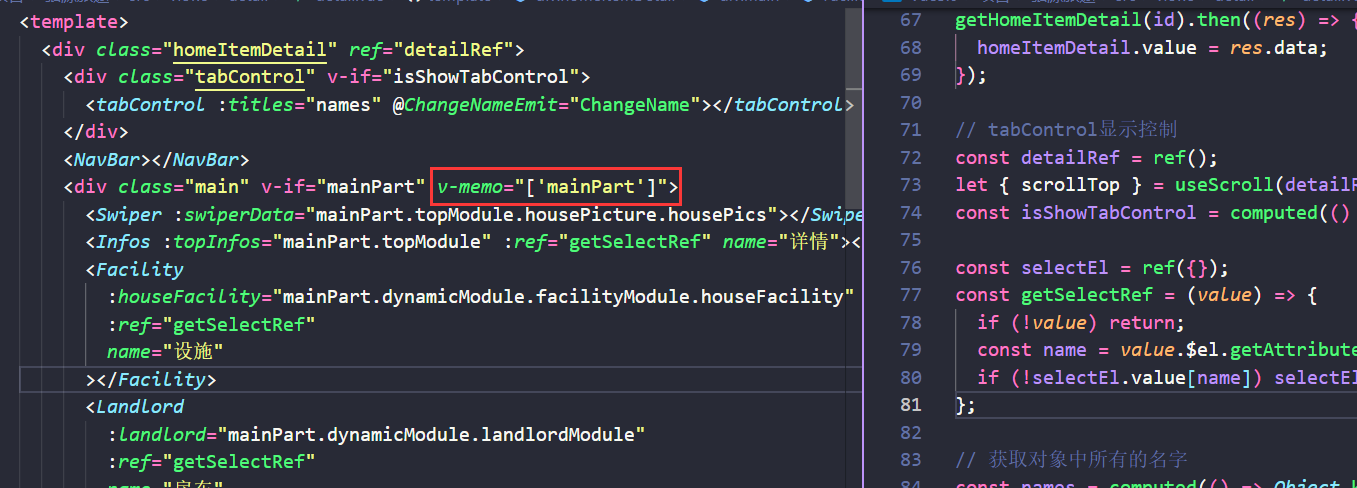 <template>
<div class="homeItemDetail" ref="detailRef">
<div class="tabControl" v-if="isShowTabControl">
<tabControl :titles="names" @ChangeNameEmit="ChangeName"></tabControl>
</div>
<NavBar></NavBar>
<div class="main" v-if="mainPart" v-memo="['mainPart']">
<Swiper :swiperData="mainPart.topModule.housePicture.housePics"></Swipe
<Infos :topInfos="mainPart.topModule" :ref="getSelectRef" name="详情"><
<Facility
:houseFacility="mainPart.dynamicModule.facilityModule.houseFacility"
:ref="getSelectRef"
name="设施"
></Facility>
<Landlord
:landlord="mainPart.dynamicModule.landlordModule"
:ref="getSelectRef"
67 getHomeItemDetail(id).then((res) => {
68 homeItemDetail.value = res.data;
69 });
70
71 // tabControl显示控制
72 const detailRef = ref();
73 let { scrollTop } = useScroll(detailR
74 const isShowTabControl = computed(()
75
76 const selectEl = ref({});
77 const getSelectRef = (value) => {
78 if (!value) return;
79 const name = value.$el.getAttribute
80 if (!selectEl.value[name]) selectEl
81 };
82
83 // 获取对象中所有的名字
84 const names = computed(() => Object.k